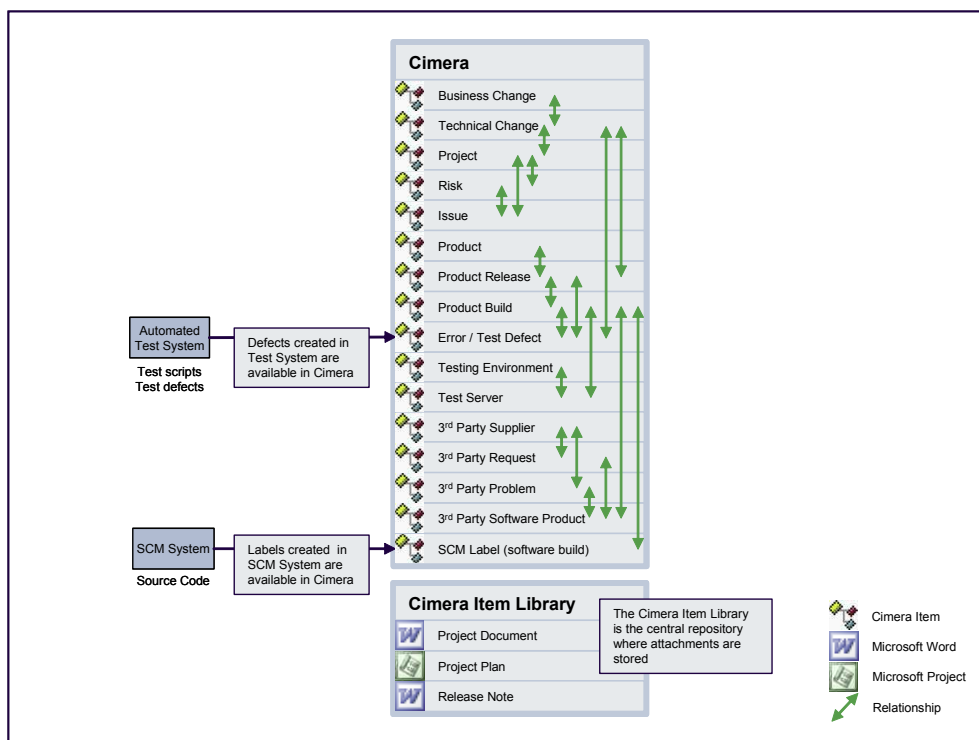 Cimera
Business Change
Technical Change
Project
Risk
Issue
Product
Product Release
Product Build
Error / Test Defect
Testing Environment
Test Server
3rd Party Supplier
3rd Party Request
3rd Party Problem
3rd Party Software Product
SCM Label (software build)
Automated
Test System
Test scripts
Test defects
Defects created in
Test System are
available in Cimera
SCM System
Source Code
Labels created in
SCM System are
available in Cimera
Cimera Item Library
Project Document
Project Plan
Release Note
The Cimera Item Library
is the central repository
where attachments are
stored
Cimera Item
Microsoft Word
Microsoft Project
Relationship